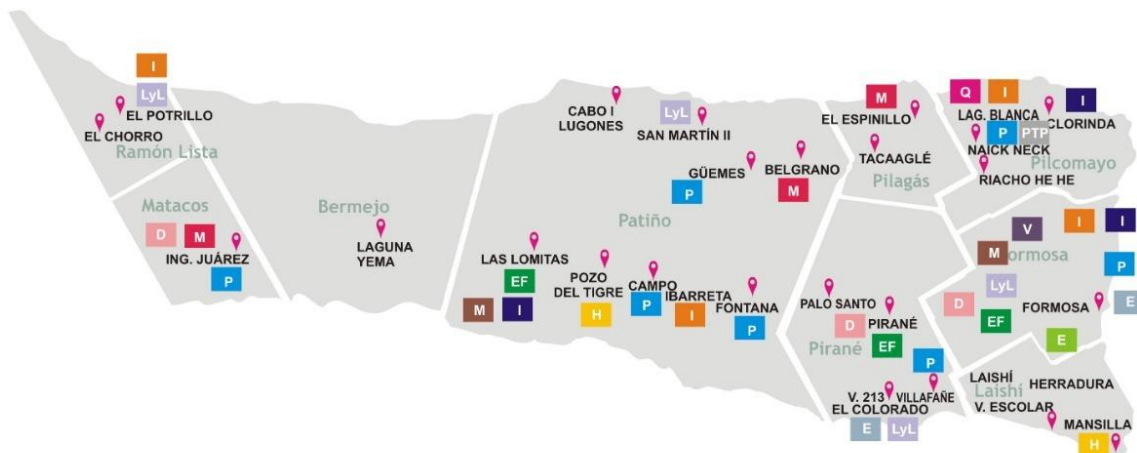 I
LyL
EL POTRILLO
EL CHORRO
Ramón Lista
Matacos
D M
ING. JUÁREZ
P
Bermejo
LAGUNA
YEMA
CABO I
LUGONES
LyL
SAN MARTÍN II
GÜEMES
P
BELGRANO
M
Patiño
LAS LOMITAS
EF
M I
POZO
DEL TIGRE
H
CAMPO
P
IBARRETA
I
FONTANA
P
M
EL ESPINILLO
TACAAGLÉ
Pilagás
Q I
LAG. BLANCA
I
CLORINDA
P PTP
NAICK NECK
Pilcomayo
RIACHO HE HE
PALO SANTO
D
PIRANÉ
EF
Pirané
P
V. 213
VILLAFAÑE
EL COLORADO
E LyL
V I I
M
ormosa
P
LyL
D
E
EF
FORMOSA
E
LAISHÍ
Laishí
HERRADURA
V. ESCOLAR
MANSILLA
H